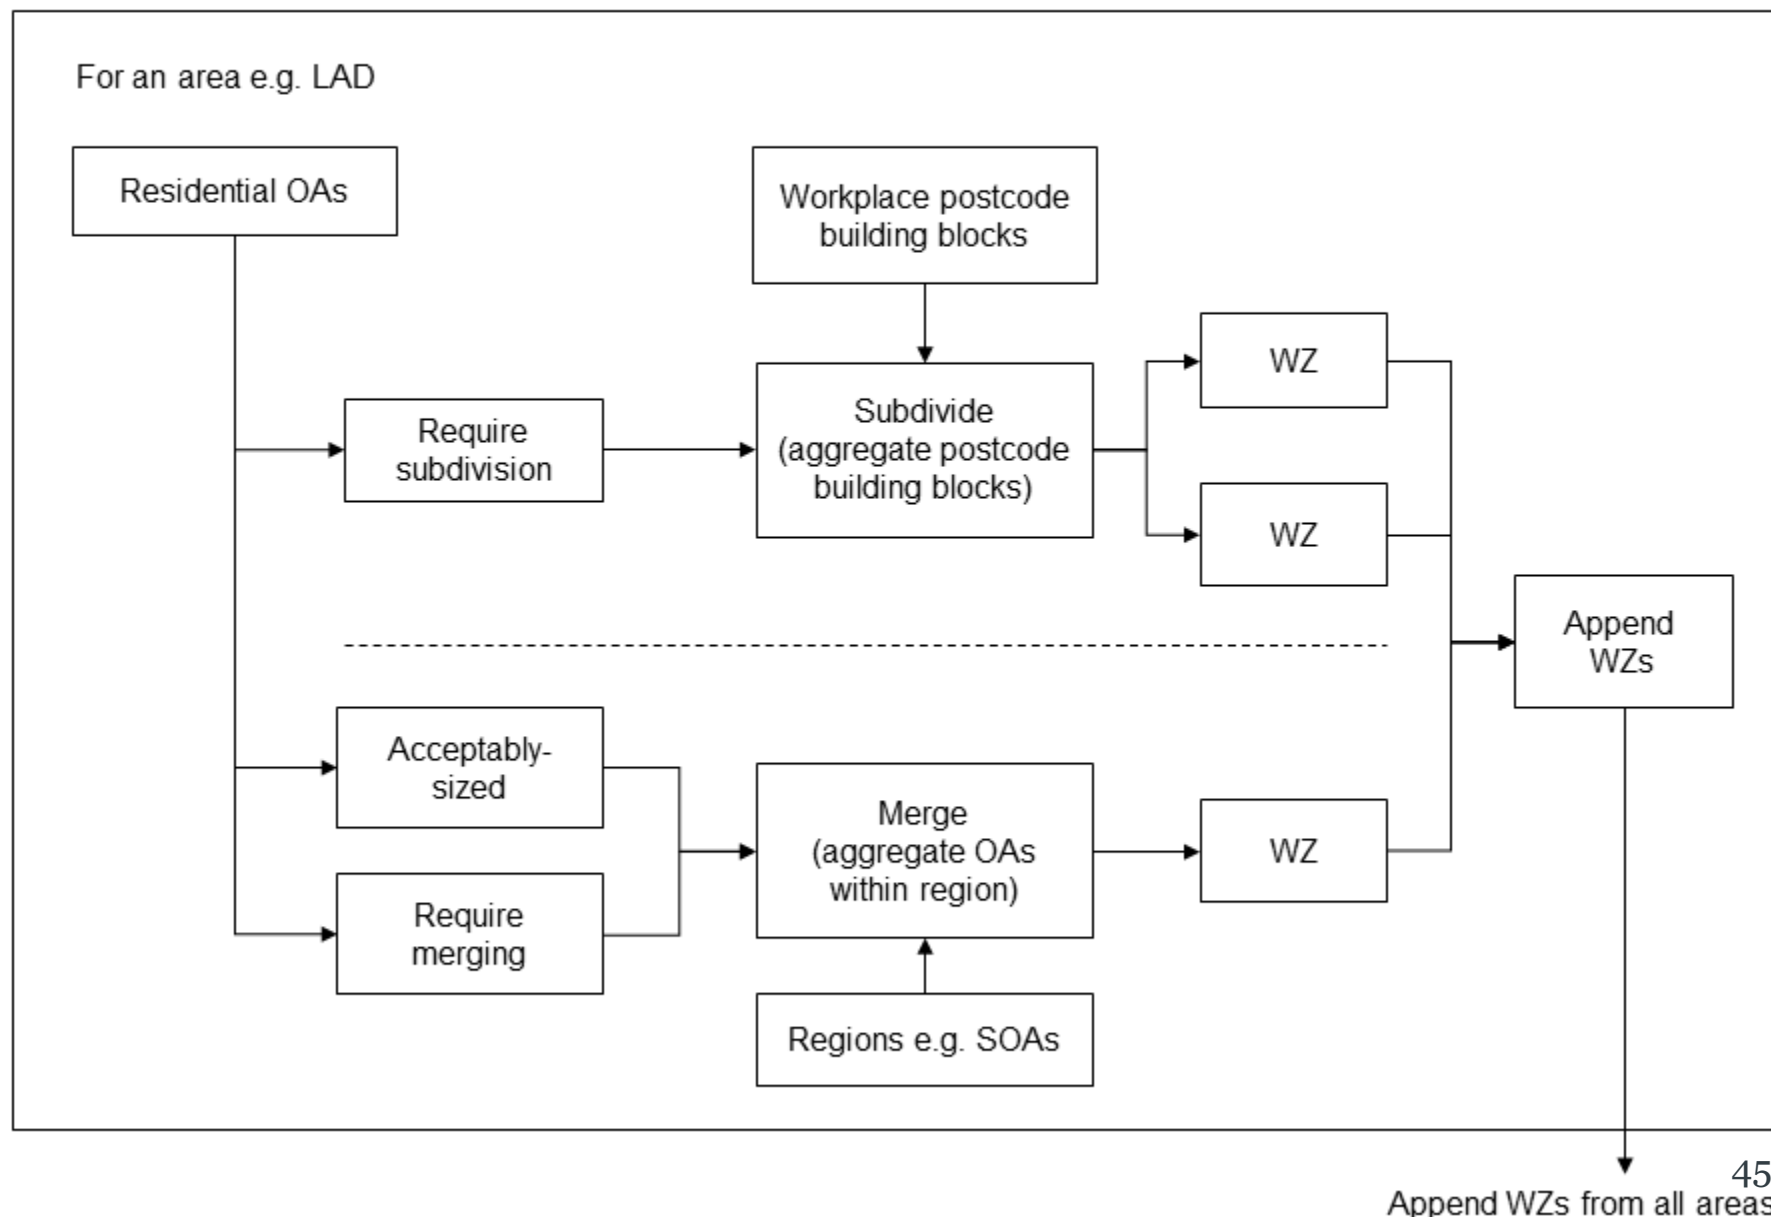 For an area e.g. LAD
Residential OAs
Workplace postcode
building blocks
Require
subdivision
Subdivide
(aggregate postcode
building blocks)
WZ
WZ
Append
WZs
Acceptably-
sized
Require
merging
Merge
(aggregate OAs
within region)
WZ
Regions e.g. SOAs
45
Append WZs from all areas